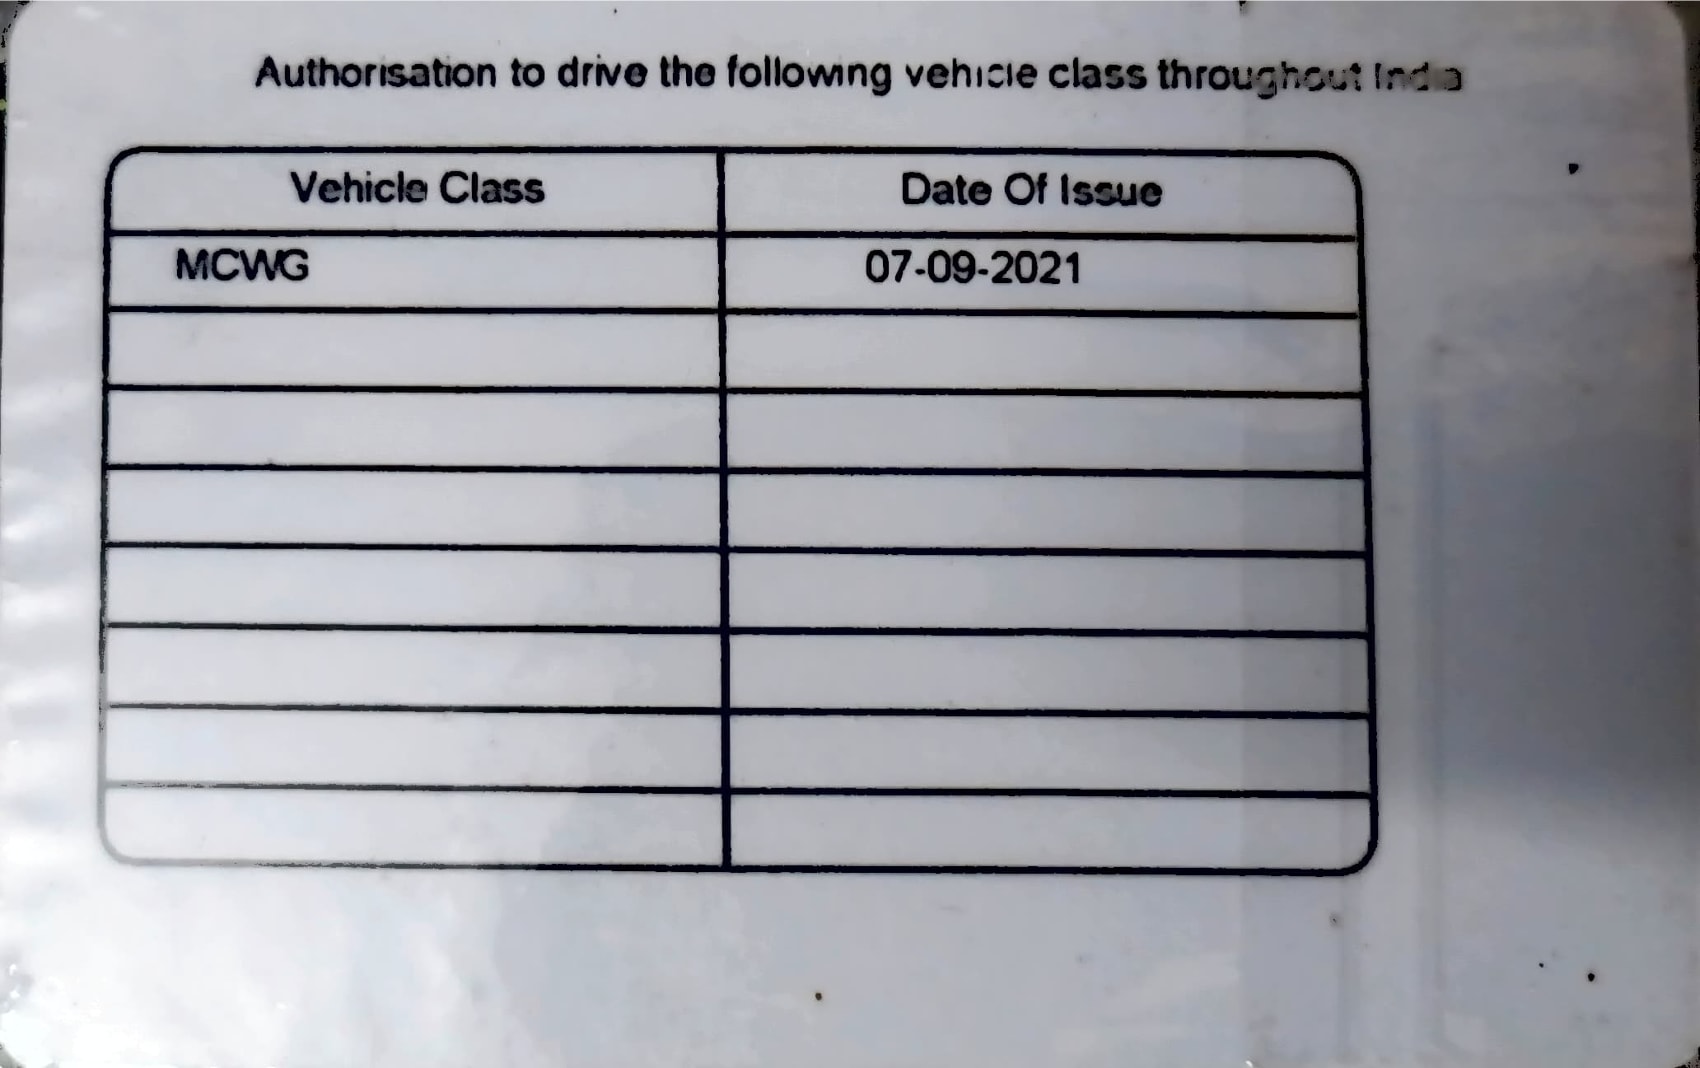 Authorisation to drive the following vehicle class throughout India
Vehicle Class Date Of Issue
MCWG 07-09-2021